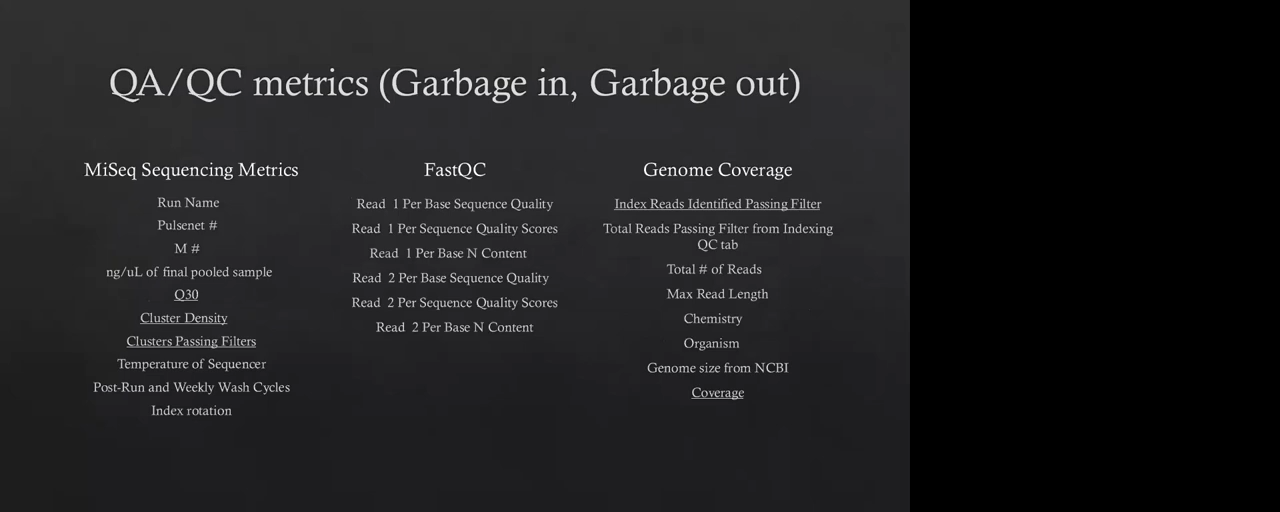 QA/QC metrics (Garbage in, Garbage out)
MiSeq Sequencing Metrics
Run Name
Pulsenet #
M #
ng/uL of final pooled sample
Q30
Cluster Density
Clusters Passing Filters
Temperature of Sequencer
Post-Run and Weekly Wash Cycles
Index rotation
FastQC
Read 1 Per Base Sequence Quality
Read 1 Per Sequence Quality Scores
Read 1 Per Base N Content
Read 2 Per Base Sequence Quality
Read 2 Per Sequence Quality Scores
Read 2 Per Base N Content
Genome Coverage
Index Reads Identified Passing Filter
Total Reads Passing Filter from Indexing
QC tab
Total # of Reads
Max Read Length
Chemistry
Organism
Genome size from NCBI
Coverage